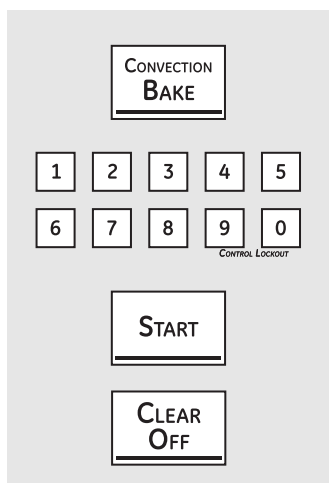 CONVECTION
BAKE
1 2 3 4 5
6 7 8 9 0
CONTROL LOCKOUT
START
CLEAR
OFF